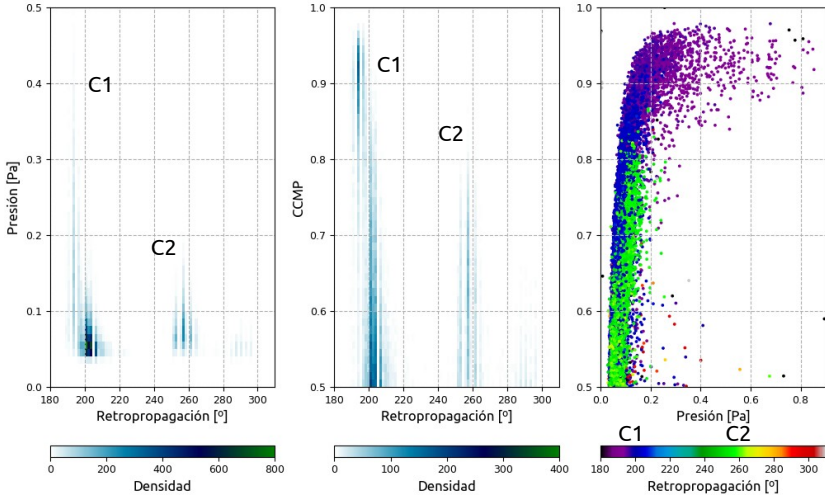 0.5
0.4
0.3
0.2
0.1
0.0
Presión [Pa]
C1
C2
180 200 220 240 260 280 300
Retropropagación [º]
0 200 400 600 800
Densidad
1.0
0.9
0.8
0.7
0.6
0.5
CCMP
C1
C2
180 200 220 240 260 280 300
Retropropagación [º]
0 100 200 300 400
Densidad
1.0
0.9
0.8
0.7
0.6
0.5
0.0 0.2 0.4 0.6 0.8
Presión [Pa]
C1 C2
180 200 220 240 260 280 300
Retropropagación [º]